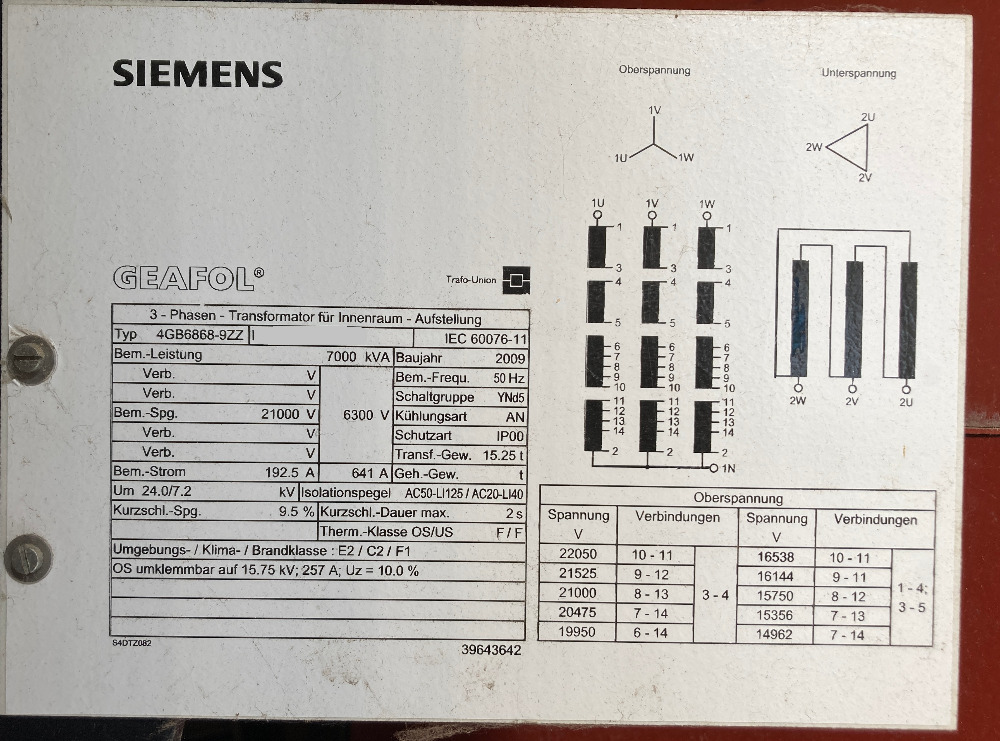 SIEMENS
GEAFOL®
Trafo-Union
3 - Phasen - Transformator für Innenraum - Aufstellung
Typ 4GB6868-9ZZ I IEC 60076-11
Bem.-Leistung 7000 kVA Baujahr 2009
Verb. V Bem.-Frequ. 50 Hz
Verb. V Schaltgruppe YNd5
Bem.-Spg. 21000 V 6300 V Kühlungsart AN
Verb. V Schutzart IP00
Verb. V Transf.-Gew. 15.25 t
Bem.-Strom 192.5 A 641 A Geh.-Gew. t
Um 24.0/7.2 kV Isolationspegel AC50-LI125 / AC20-LI40
Kurzschl.-Spg. 9.5 % Kurzschl.-Dauer max. 2 s
Therm.-Klasse OS/US F / F
Umgebungs- / Klima- / Brandklasse : E2 / C2 / F1
OS umklemmbar auf 15.75 kV; 257 A; Uz = 10.0 %
S4DTZ082
39643642
Oberspannung
1V
1U 1W
1U 1V 1W
1 1 1
3 3 3
4 4 4
5 5 5
6 6 6
7 7 7
8 8 8
9 9 9
10 10 10
11 11 11
12 12 12
13 13 13
14 14 14
2 2 2
1N
Unterspannung
2U
2W
2V
2W 2V 2U
Oberspannung
Spannung Verbindungen Spannung Verbindungen
V V
22050 10 - 11 16538 10 - 11
21525 9 - 12 16144 9 - 11
21000 8 - 13 3 - 4 15750 8 - 12 1 - 4;
20475 7 - 14 15356 7 - 13 3 - 5
19950 6 - 14 14962 7 - 14